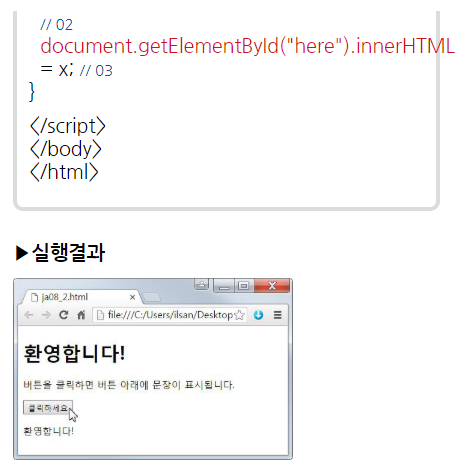 // 02
document.getElementById("here").innerHTML
= x; // 03
}
</script>
</body>
</html>
▶실행결과
ja08_2.html
file:///C:/Users/ilsan/Desktop
환영합니다!
버튼을 클릭하면 버튼 아래에 문장이 표시됩니다.
클릭하세요
환영합니다!